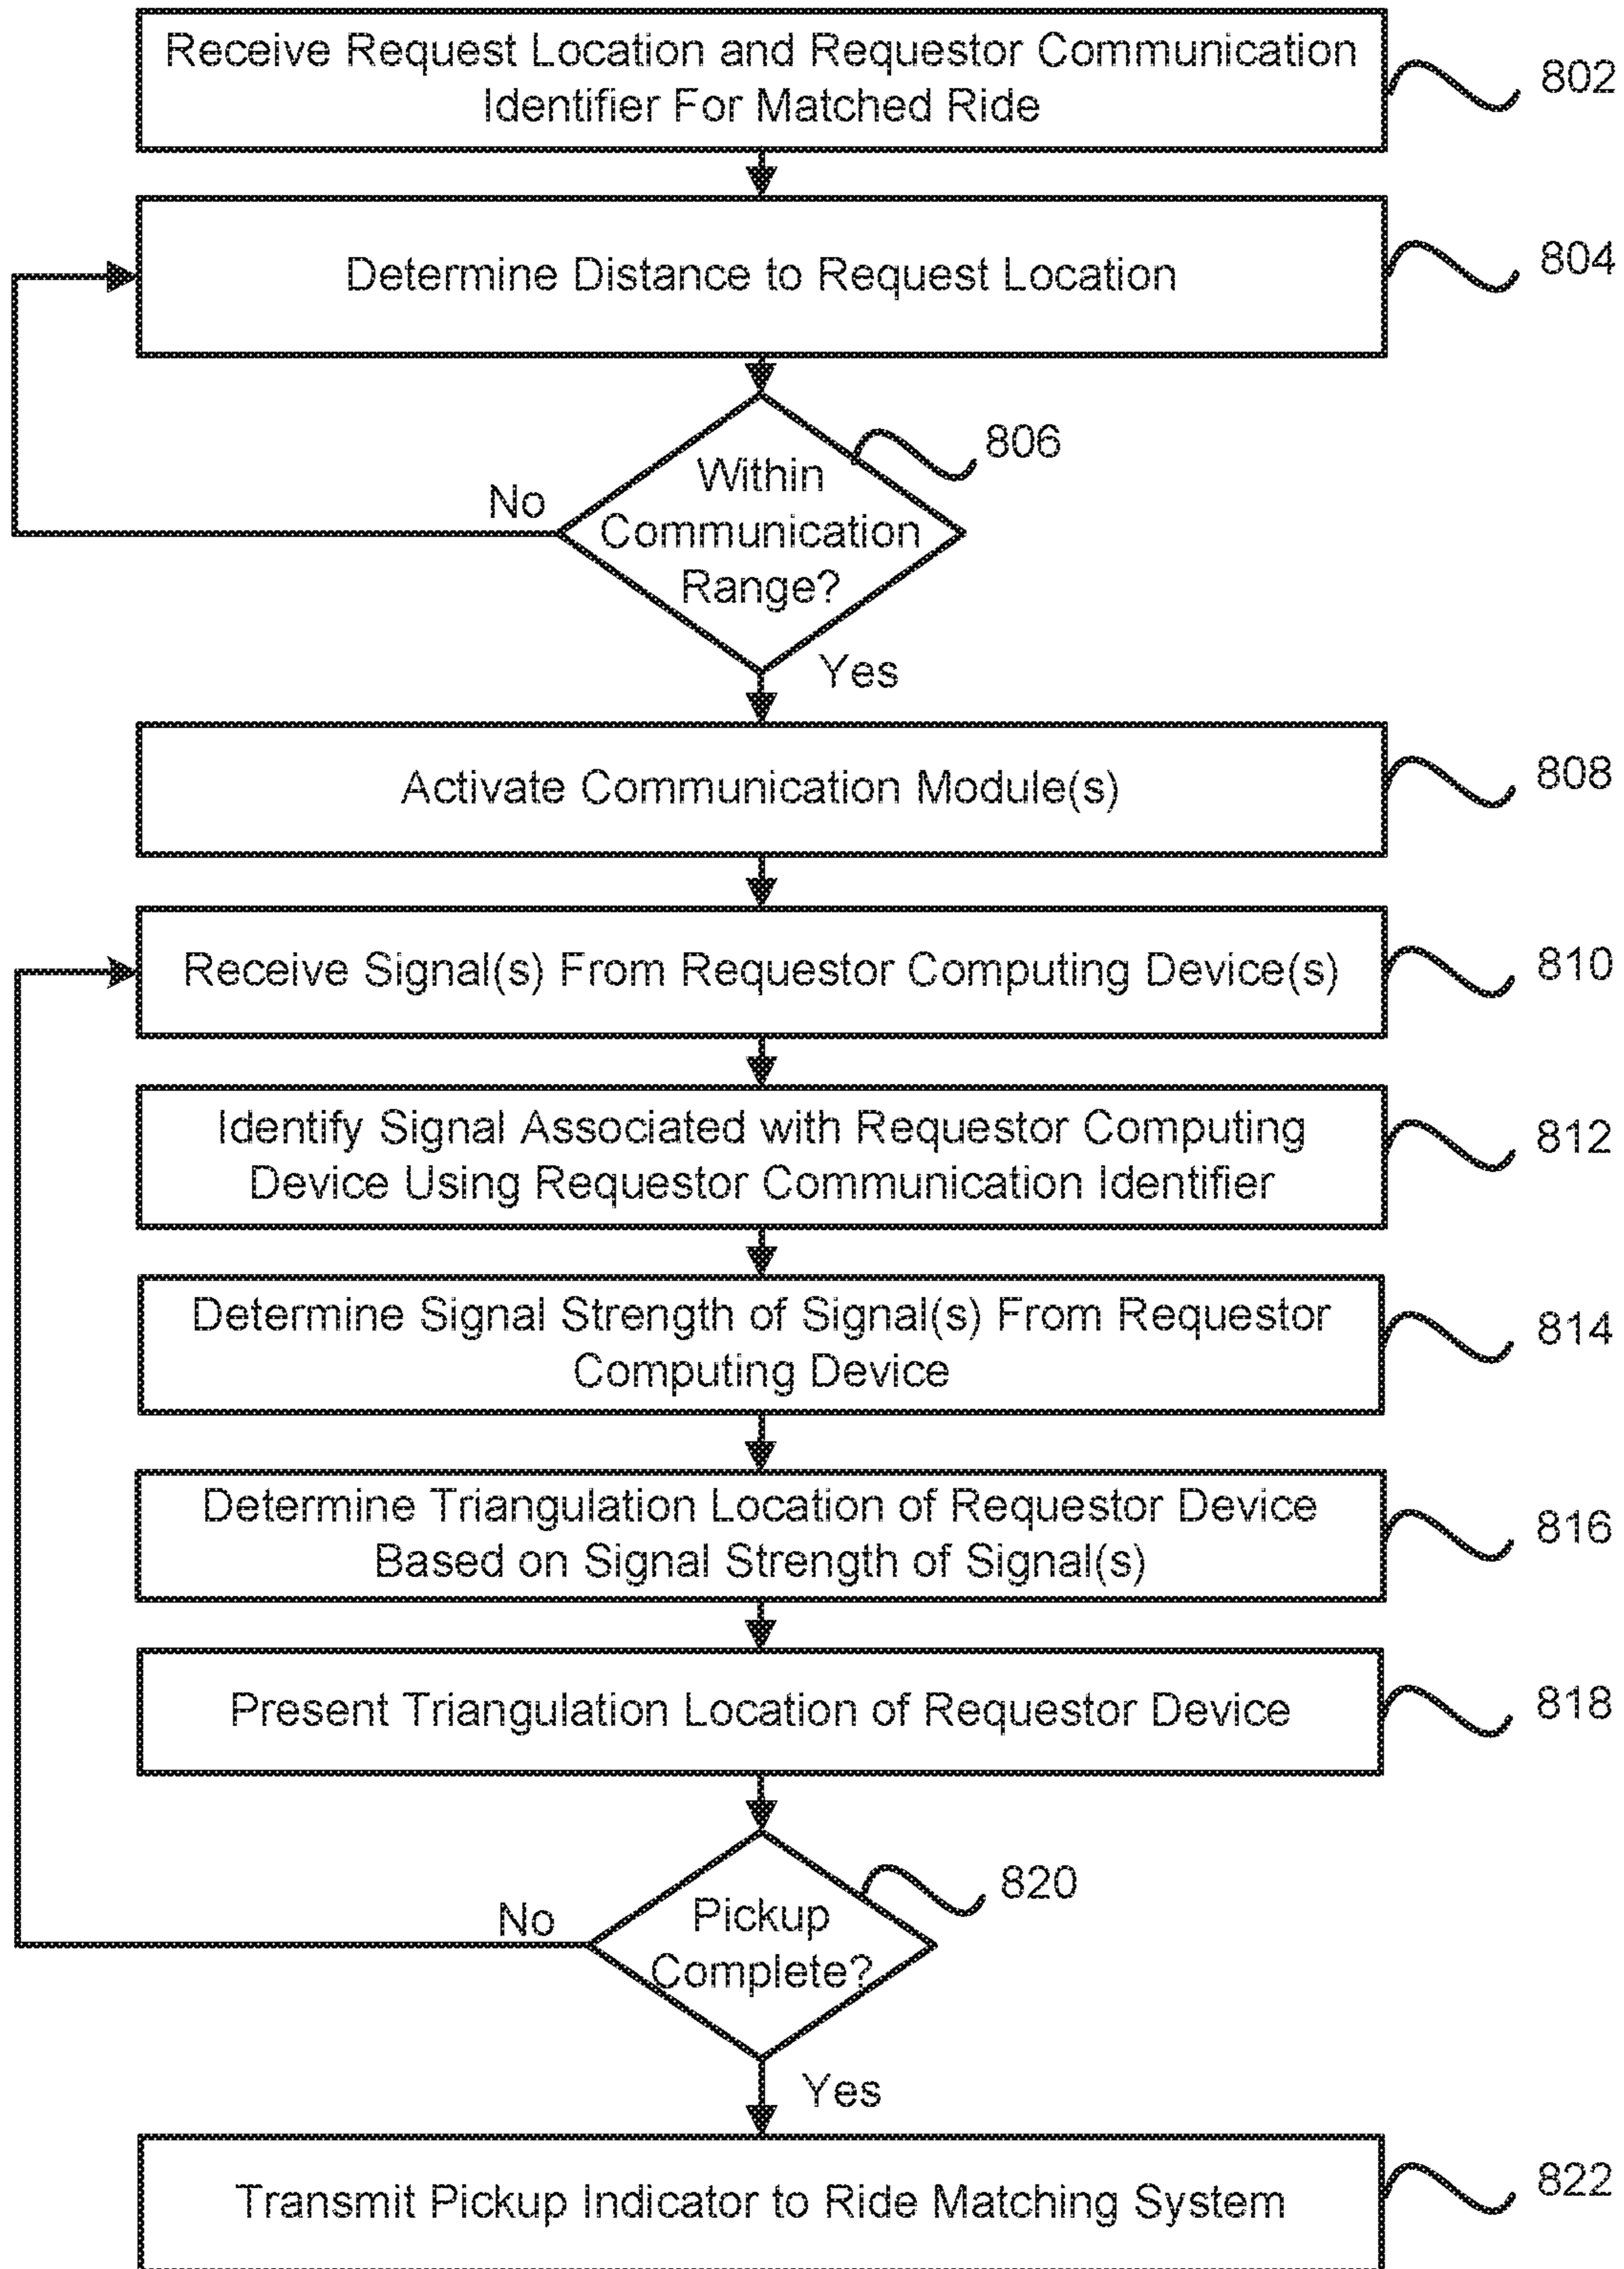 Receive Request Location and Requestor Communication
Identifier For Matched Ride
802
Determine Distance to Request Location
804
806
Within
Communication
Range?
No
Yes
Activate Communication Module(s)
808
Receive Signal(s) From Requestor Computing Device(s)
810
Identify Signal Associated with Requestor Computing
Device Using Requestor Communication Identifier
812
Determine Signal Strength of Signal(s) From Requestor
Computing Device
814
Determine Triangulation Location of Requestor Device
Based on Signal Strength of Signal(s)
816
Present Triangulation Location of Requestor Device
818
820
Pickup
Complete?
No
Yes
Transmit Pickup Indicator to Ride Matching System
822